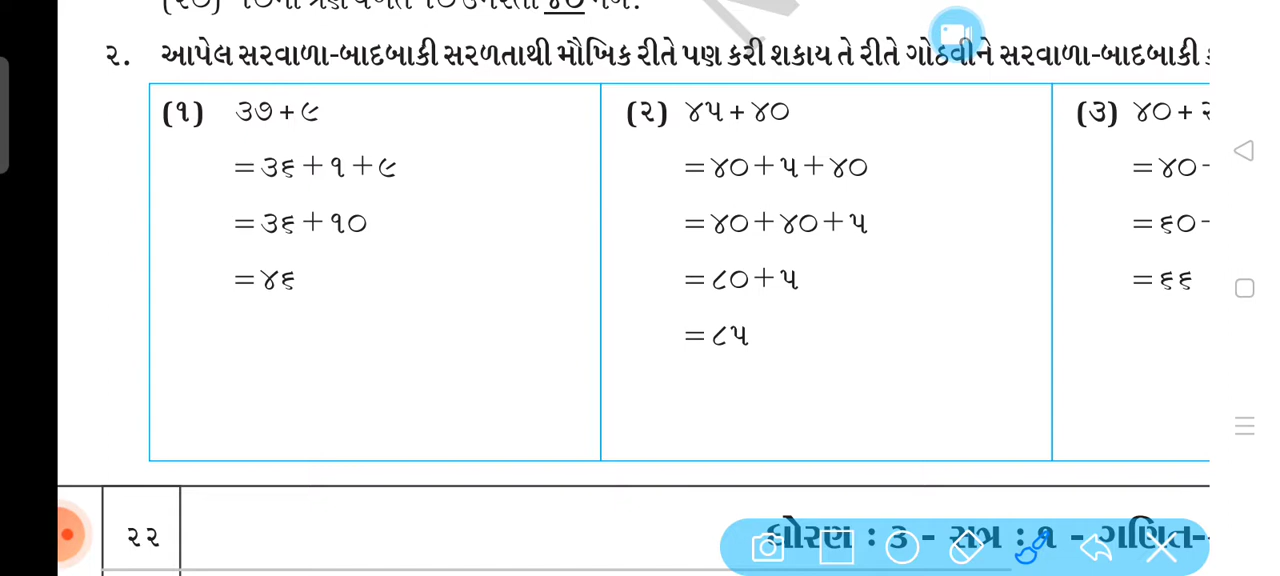 ૨. આપેલ સરવાળા-બાદબાકી સરળતાથી મૌખિક રીતે પણ કરી શકાય તે રીતે ગોઠવીને સરવાળા-બાદબાકી
(૧) ૩૭ + ૯
= ૩૬ + ૧ + ૯
= ૩૬ + ૧૦
= ૪૬
(૨) ૪૫ + ૪૦
= ૪૦ + ૫ + ૪૦
= ૪૦ + ૪૦ + ૫
= ૮૦ + ૫
= ૮૫
(૩) ૪૦ +
= ૪૦
= ૬૦
= ૬૬
૨૨
ધોરણ : ૩ - સત્ર : ૧ - ગણિત-